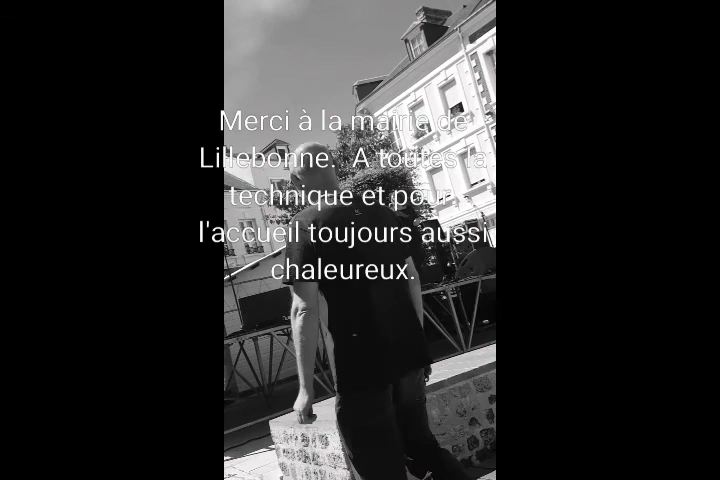 Merci à la mairie de
Lillebonne. A toutes la
technique et pour
l'accueil toujours aussi
chaleureux.